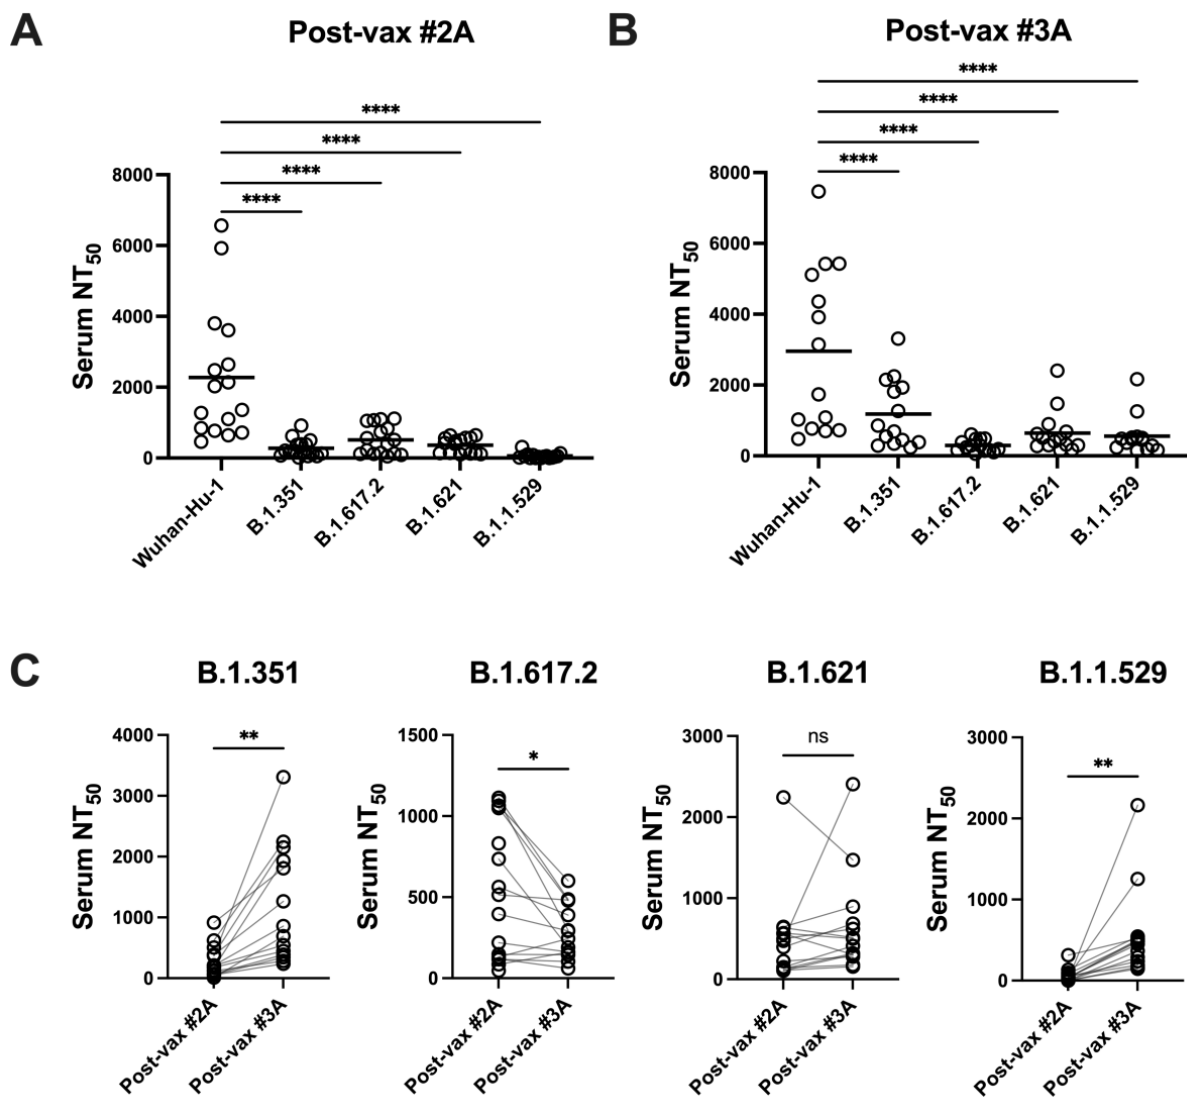 A
Post-vax #2A
****
****
****
****
Serum NT50
8000
6000
4000
2000
0
Wuhan-Hu-1
B.1.351
B.1.617.2
B.1.621
B.1.1.529
B
Post-vax #3A
****
****
****
****
Serum NT50
8000
6000
4000
2000
0
Wuhan-Hu-1
B.1.351
B.1.617.2
B.1.621
B.1.1.529
C
B.1.351
**
Serum NT50
4000
3000
2000
1000
0
Post-vax #2A
Post-vax #3A
B.1.617.2
*
Serum NT50
1500
1000
500
0
Post-vax #2A
Post-vax #3A
B.1.621
ns
Serum NT50
3000
2000
1000
0
Post-vax #2A
Post-vax #3A
B.1.1.529
**
Serum NT50
3000
2000
1000
0
Post-vax #2A
Post-vax #3A